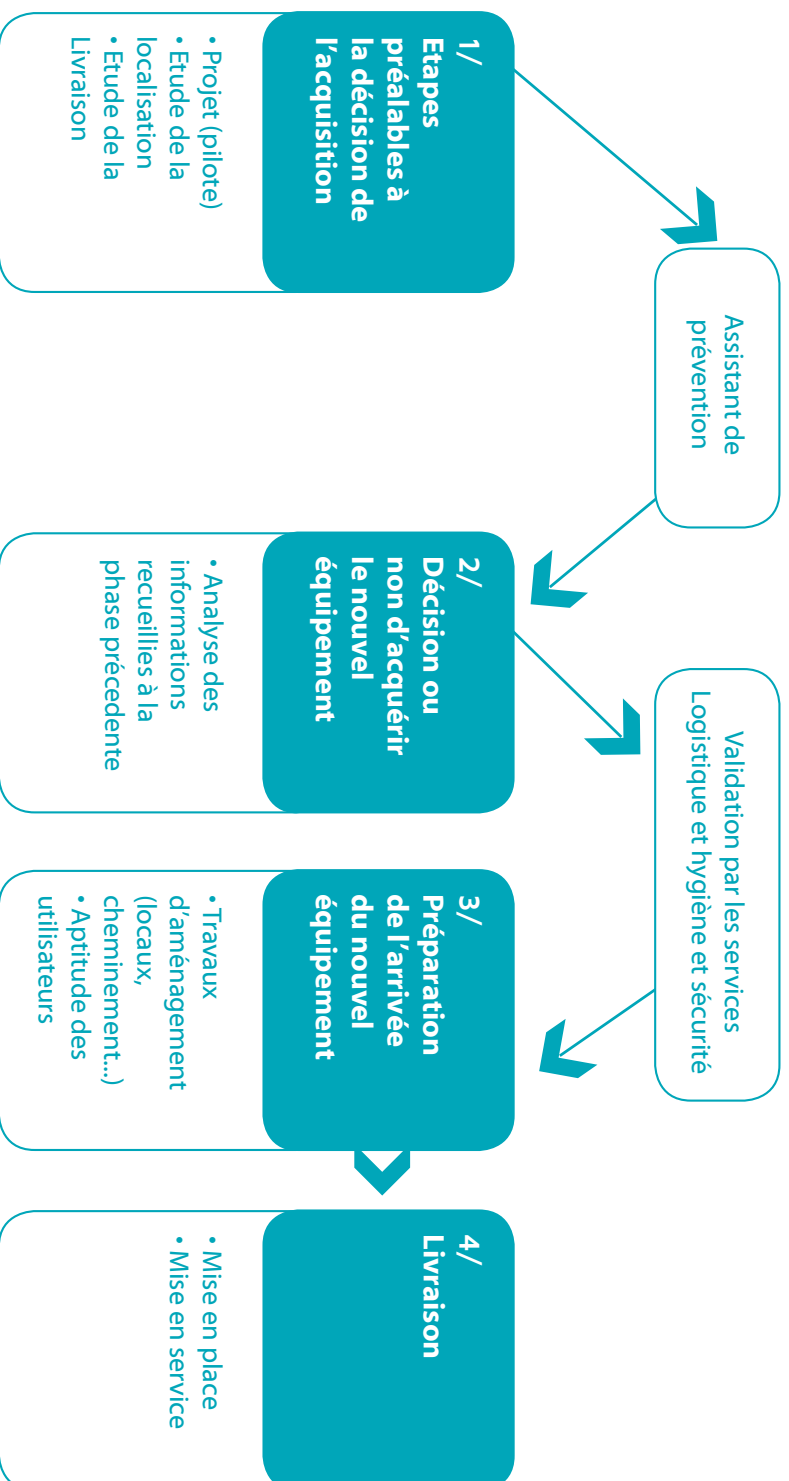 Assistant de
prévention
Validation par les services
Logistique et hygiène et sécurité
1/
Etapes
préalables à
la décision de
l'acquisition
• Projet (pilote)
• Etude de la
localisation
• Etude de la
Livraison
2/
Décision ou
non d'acquérir
le nouvel
équipement
• Analyse des
informations
recueillies à la
phase précedente
3/
Préparation
de l'arrivée
du nouvel
équipement
• Travaux
d'aménagement
(locaux,
cheminement...)
• Aptitude des
utilisateurs
4/
Livraison
• Mise en place
• Mise en service